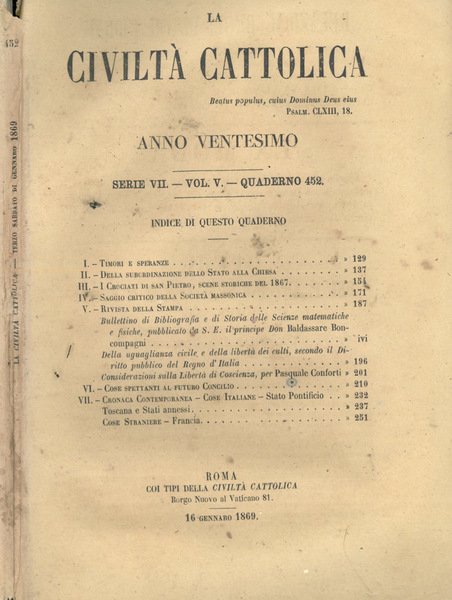 452
LA CIVILTÀ CATTOLICA — TERZO SABBATO DI GENNARO 1869
LA
CIVILTÀ CATTOLICA
Beatus populus, cuius Dominus Deus eius
PSALM. CLXIII, 18.
ANNO VENTESIMO
SERIE VII. — VOL. V. — QUADERNO 452.
INDICE DI QUESTO QUADERNO
I. – TIMORI E SPERANZE . . . . . . . . . . . . . . . . . . » 129
II. – DELLA SUBORDINAZIONE DELLO STATO ALLA CHIESA . . . . . . . » 137
III. – I CROCIATI DI SAN PIETRO, SCENE STORICHE DEL 1867. . . . . . » 154
IV. – SAGGIO CRITICO DELLA SOCIETÀ MASSONICA . . . . . . . . . » 171
V. – RIVISTA DELLA STAMPA . . . . . . . . . . . . . . . . » 187
Bullettino di Bibliografia e di Storia delle Scienze matematiche
e fisiche, pubblicato da S. E. il principe Don Baldassare Bon-
compagni . . . . . . . . . . . . . . . . . . . . » ivi
Della uguaglianza civile e della libertà dei culti, secondo il Di-
ritto pubblico del Regno d'Italia . . . . . . . . . . . . » 196
Considerazioni sulla Libertà di Coscienza, per Pasquale Conforti » 201
VI. – COSE SPETTANTI AL FUTURO CONCILIO . . . . . . . . . . . » 210
VII. – CRONACA CONTEMPORANEA – COSE ITALIANE – Stato Pontificio . . » 232
Toscana e Stati annessi . . . . . . . . . . . . . . . » 237
COSE STRANIERE – Francia. . . . . . . . . . . . . . . » 251
ROMA
COI TIPI DELLA CIVILTÀ CATTOLICA
Borgo Nuovo al Vaticano 81.
16 GENNARO 1869.